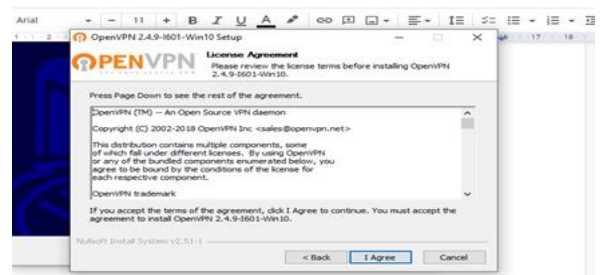 Arial
11
B I U A
OpenVPN 2.4.9-I601-Win10 Setup
OPENVPN
License Agreement
Please review the license terms before installing OpenVPN
2.4.9-I601-Win10.
Press Page Down to see the rest of the agreement.
OpenVPN (TM) -- An Open Source VPN daemon
Copyright (C) 2002-2018 OpenVPN Inc <sales@openvpn.net>
This distribution contains multiple components, some
of which fall under different licenses. By using OpenVPN
or any of the bundled components enumerated below, you
agree to be bound by the conditions of the license for
each respective component.
OpenVPN trademark
If you accept the terms of the agreement, click I Agree to continue. You must accept the
agreement to install OpenVPN 2.4.9-I601-Win10.
Nullsoft Install System v2.51-1
< Back
I Agree
Cancel
17
18